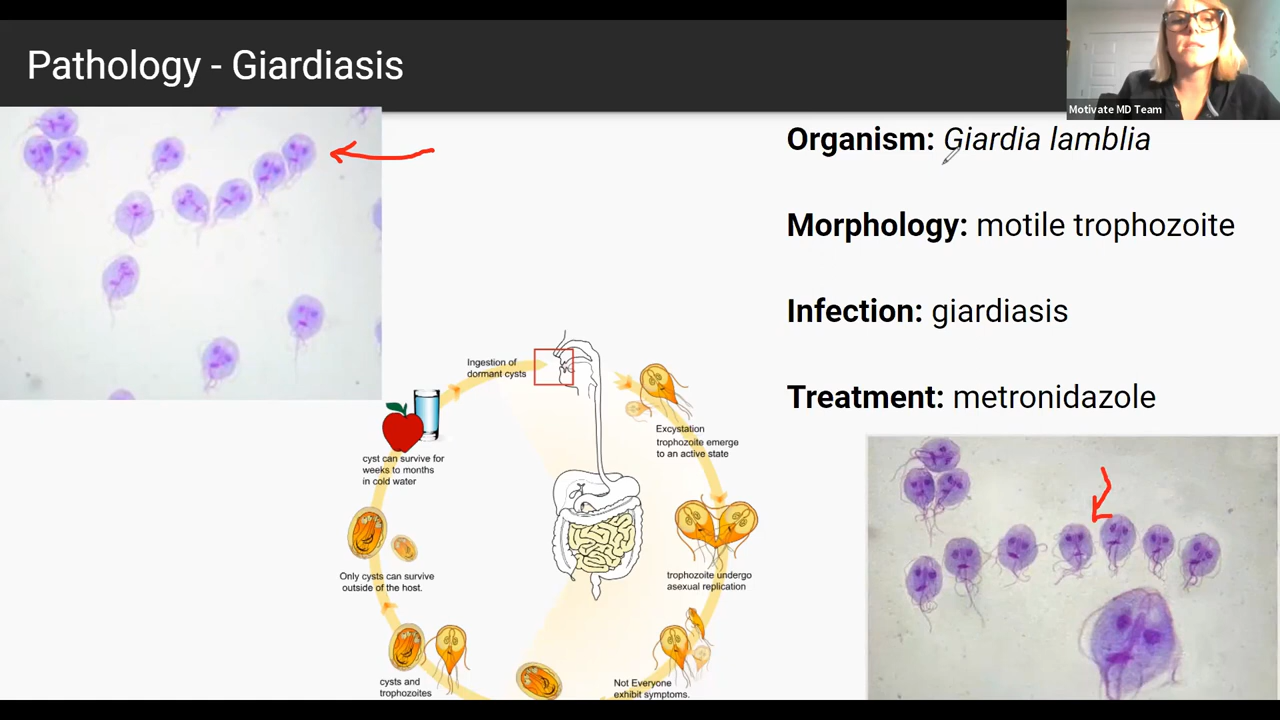 Pathology - Giardiasis
Motivate MD Team
Organism: Giardia lamblia
Morphology: motile trophozoite
Infection: giardiasis
Treatment: metronidazole
Ingestion of
dormant cysts
Excystation
trophozoite emerge
to an active state
trophozoite undergo
asexual replication
Not Everyone
exhibit symptoms.
cysts and
trophozoites
Only cysts can survive
outside of the host.
cyst can survive for
weeks to months
in cold water